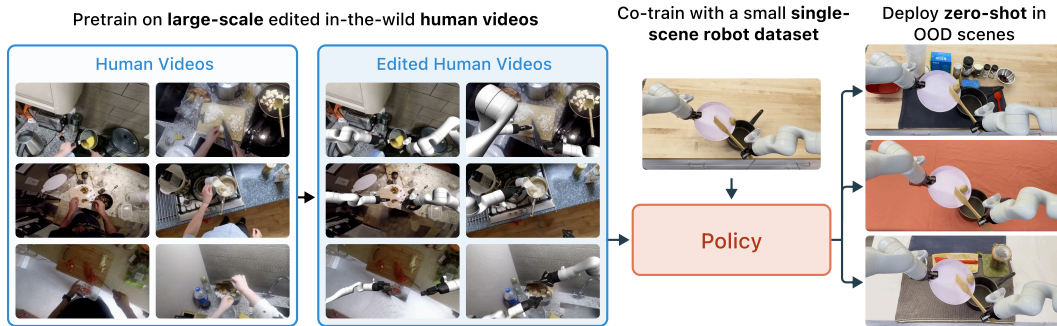 Pretrain on large-scale edited in-the-wild human videos
Co-train with a small single-
scene robot dataset
Deploy zero-shot in
OOD scenes
Human Videos
Edited Human Videos
Policy